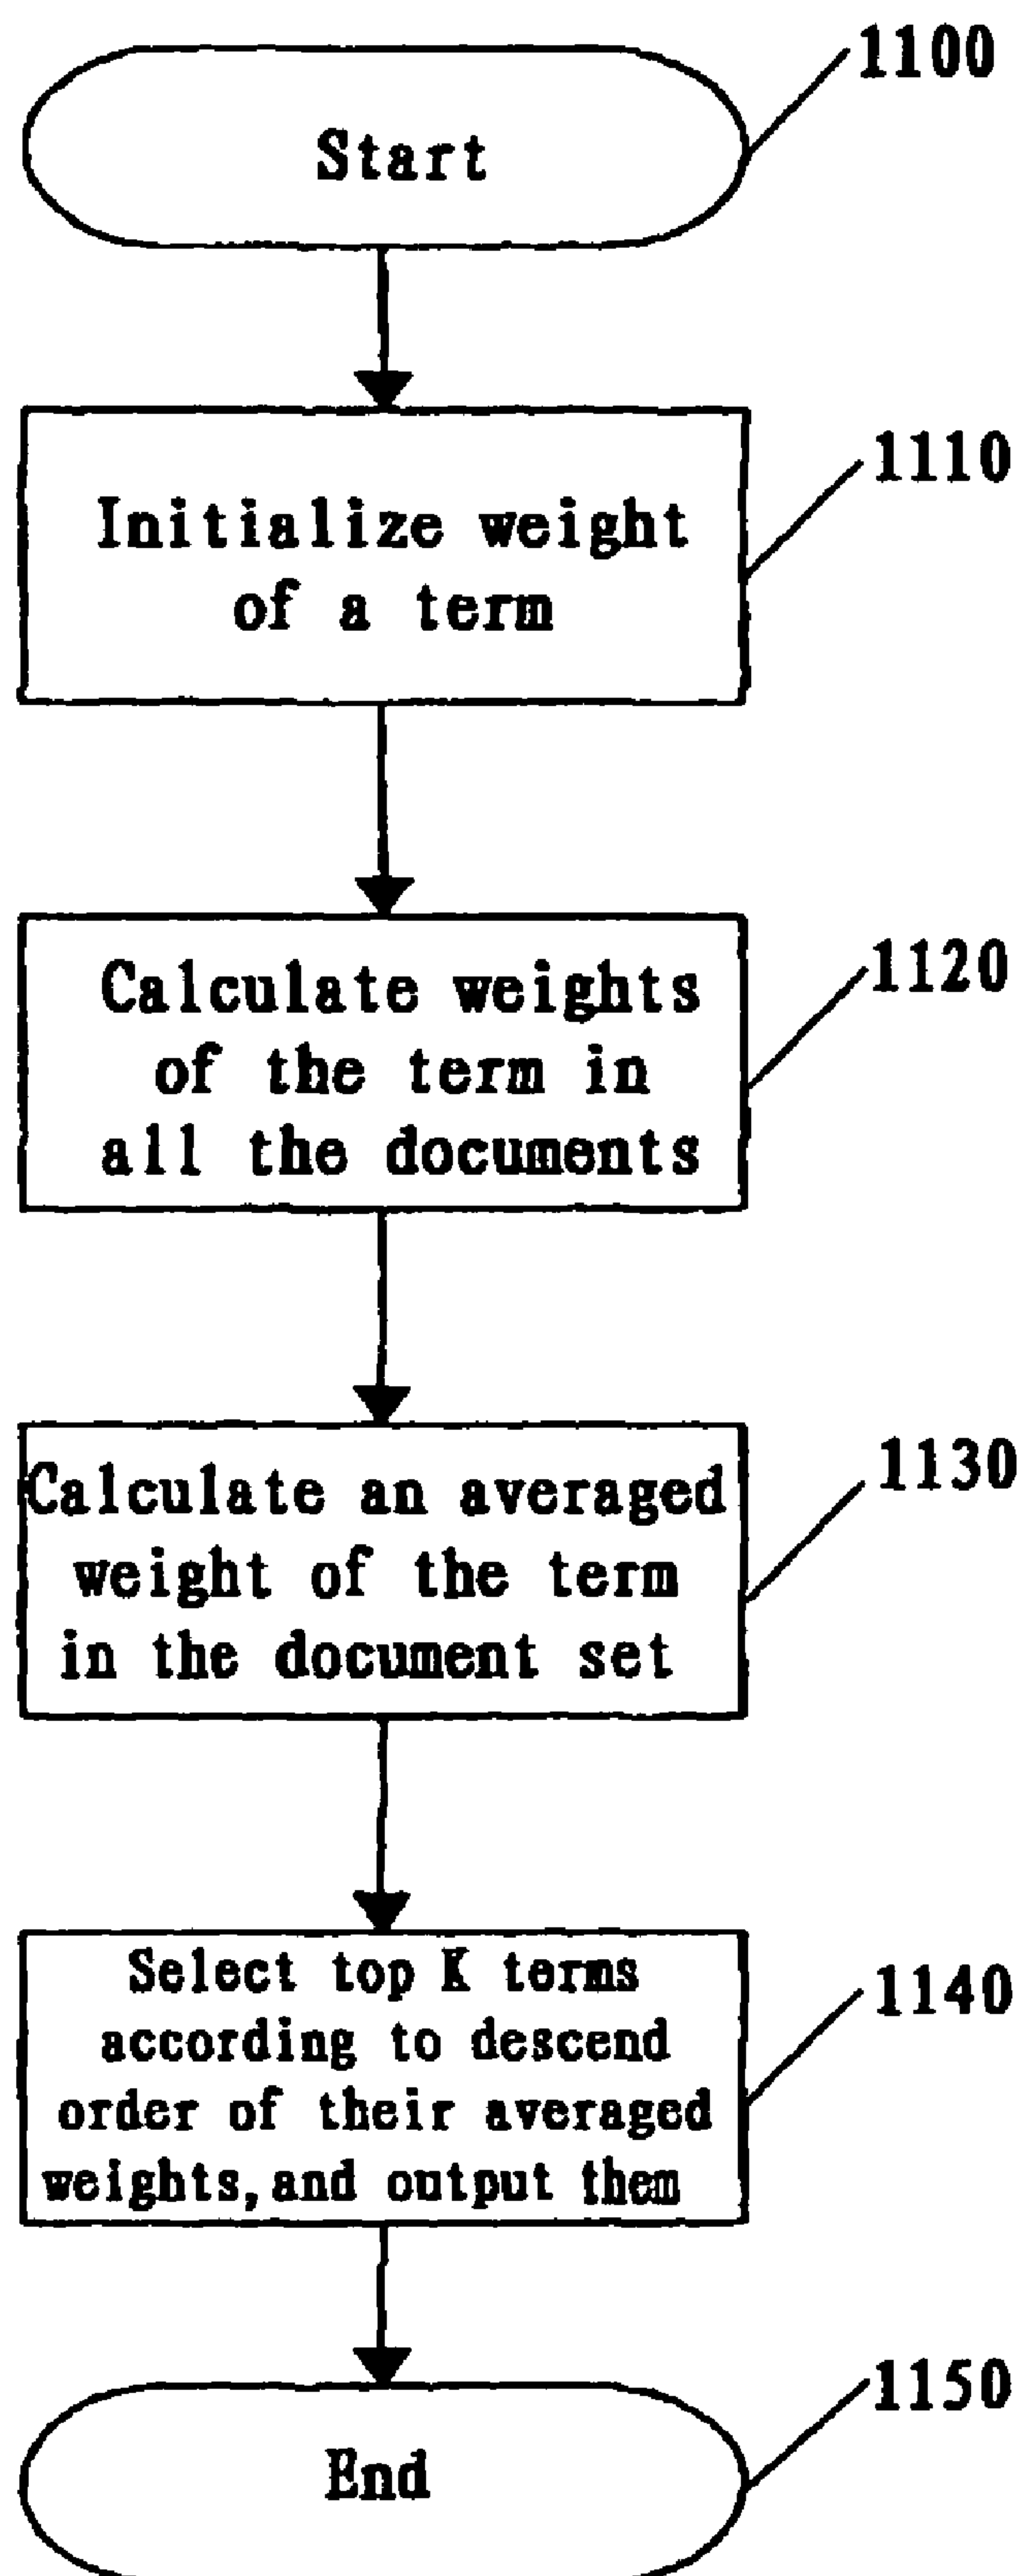 1100
Start
1110
Initialize weight
of a term
1120
Calculate weights
of the term in
all the documents
1130
Calculate an averaged
weight of the term
in the document set
1140
Select top K terms
according to descend
order of their averaged
weights, and output them
1150
End